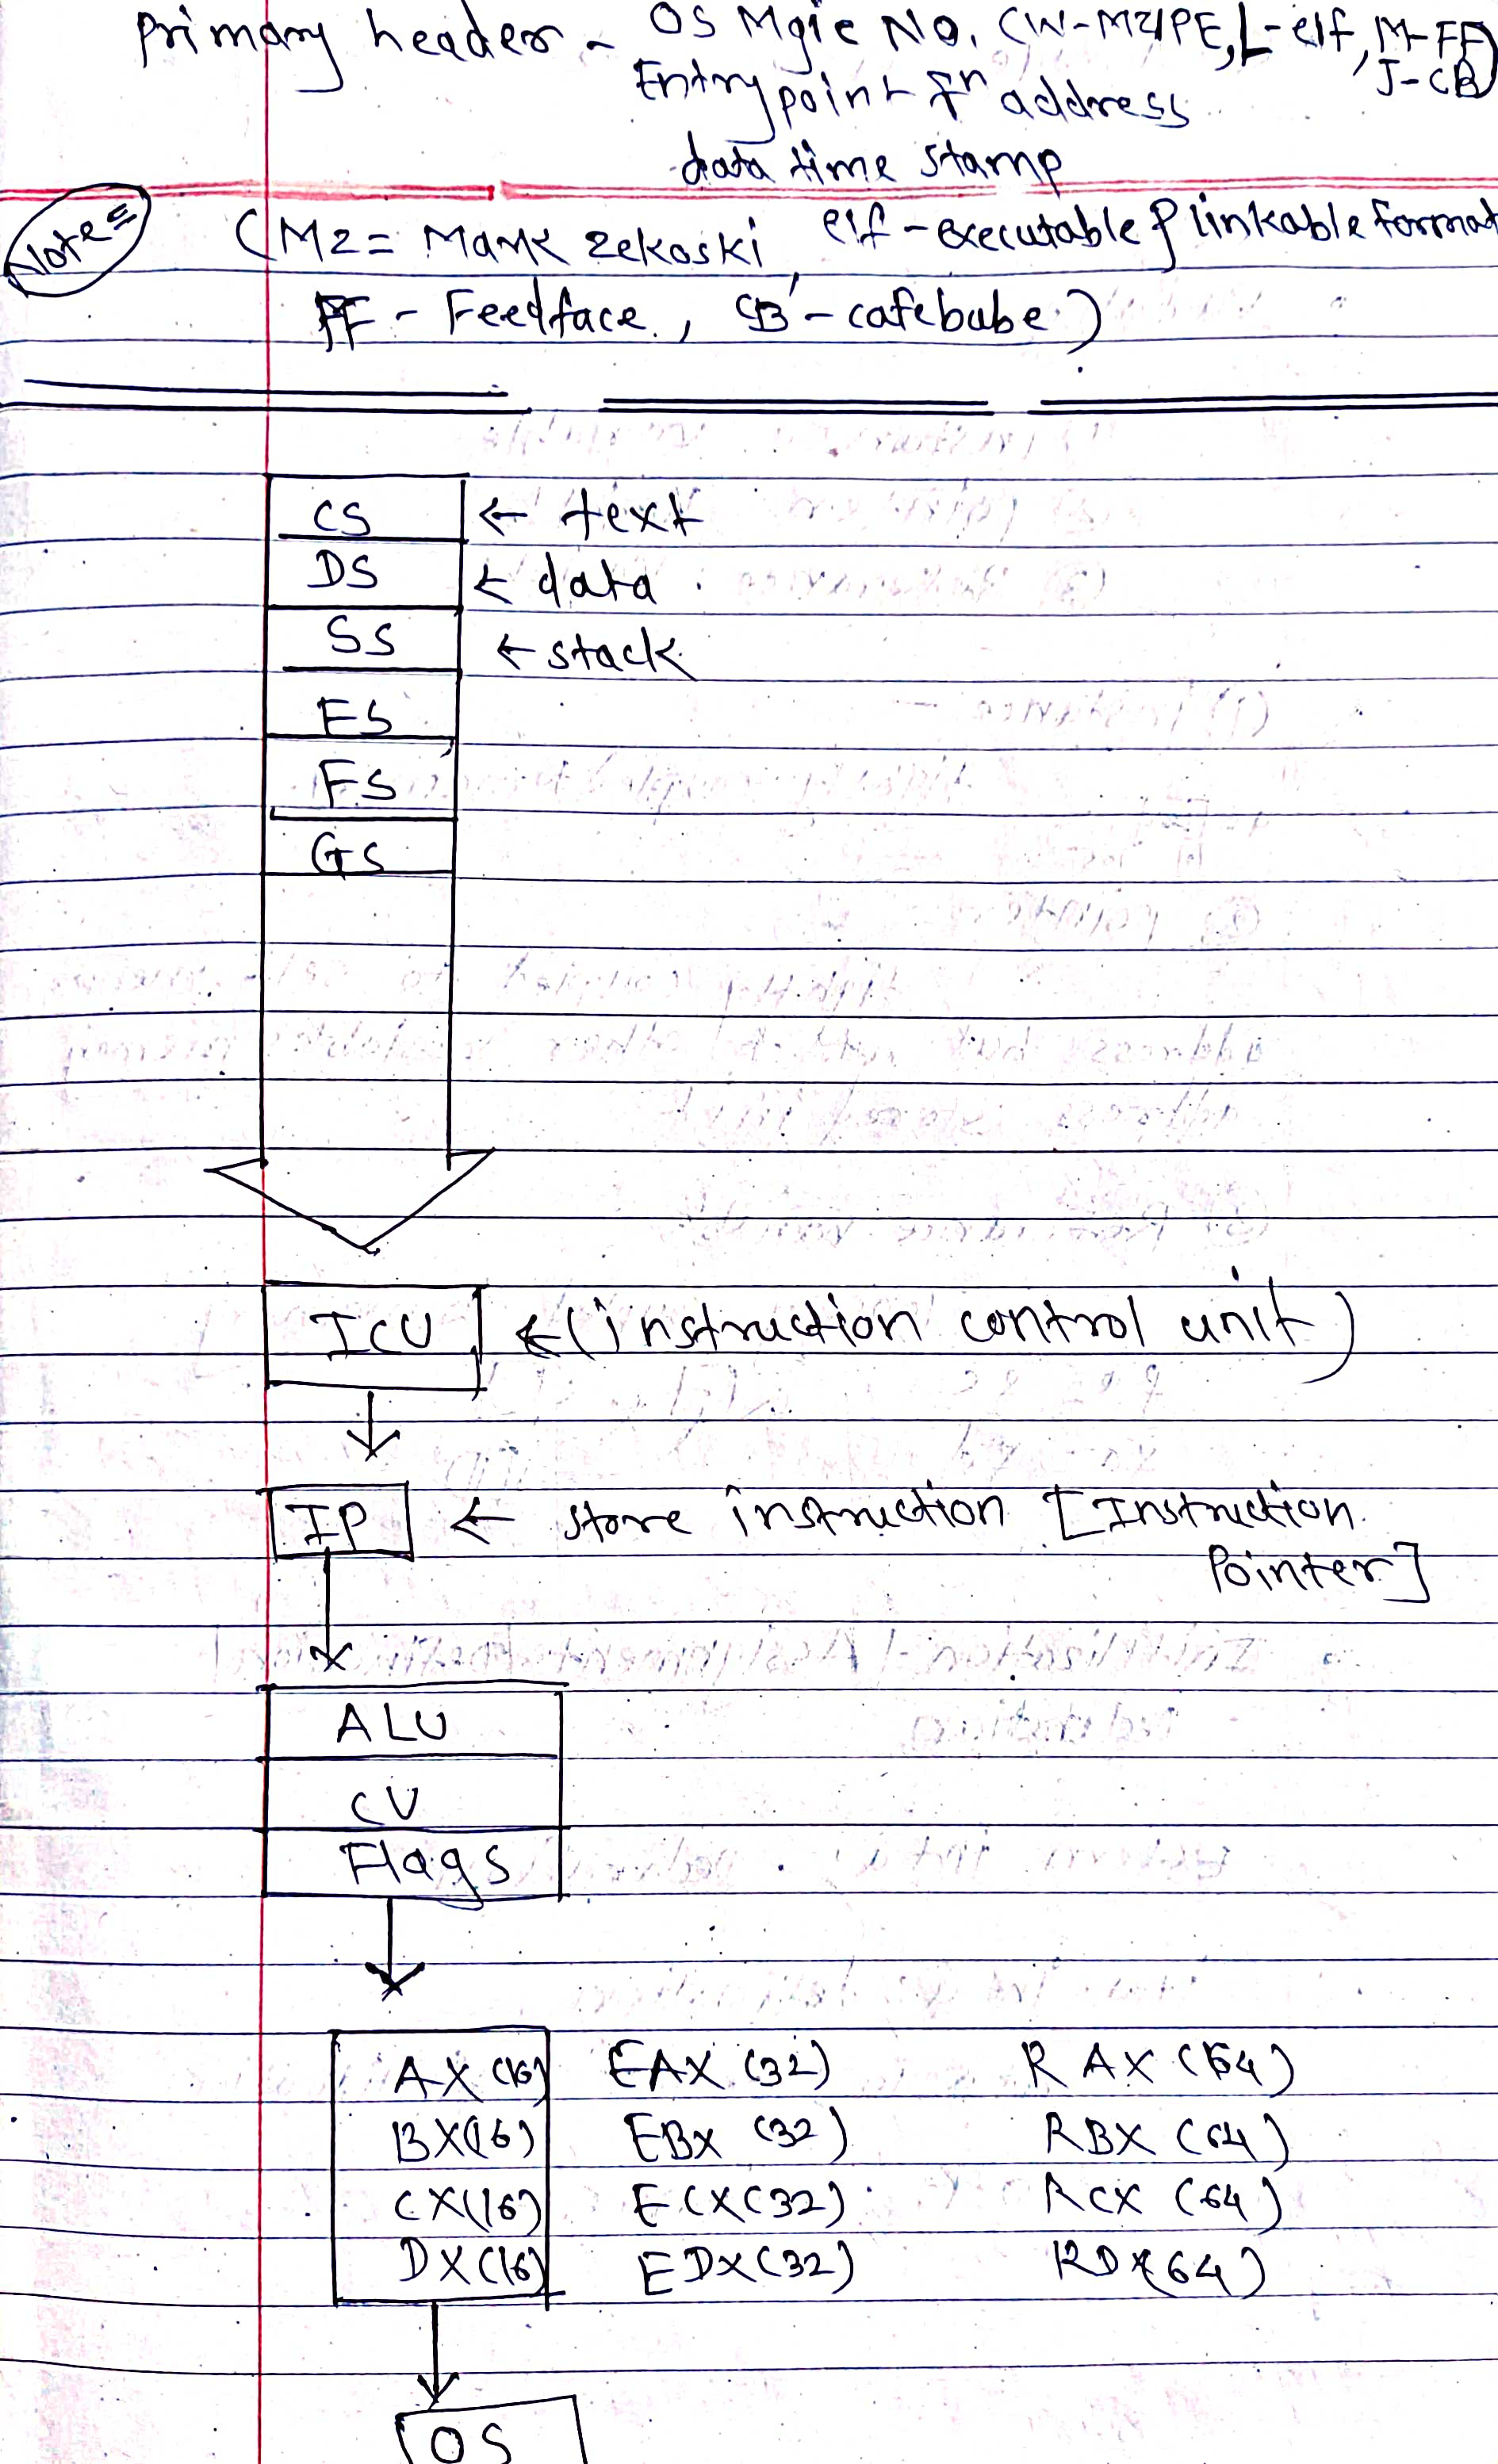 Primary header - OS Mgic No. (W-MZ/PE, L-elf, M-FF
J-CB)
Entry point Fn address
data time stamp
Note = (MZ = Mark Zekoski, elf - executable & linkable format
FF - Feedface, CB - cafebabe)
CS ← text
DS ← data
SS ← stack
ES
FS
GS
ICU ← (instruction control unit)
IP ← store instruction [Instruction
Pointer]
ALU
CU
Flags
AX (16) EAX (32) RAX (64)
BX (16) EBX (32) RBX (64)
CX (16) ECX (32) RCX (64)
DX (16) EDX (32) RDX (64)
OS